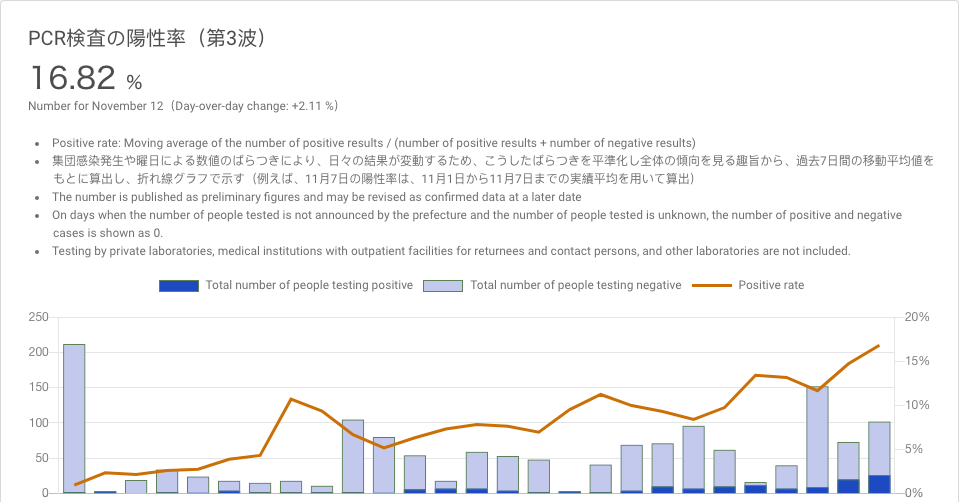 PCR検査の陽性率（第3波）
16.82 %
Number for November 12（Day-over-day change: +2.11 %）
Positive rate: Moving average of the number of positive results / (number of positive results + number of negative results)
集団感染発生や曜日による数値のばらつきにより、日々の結果が変動するため、こうしたばらつきを平準化し全体の傾向を見る趣旨から、過去7日間の移動平均値を
もとに算出し、折れ線グラフで示す（例えば、11月7日の陽性率は、11月1日から11月7日までの実績平均を用いて算出）
The number is published as preliminary figures and may be revised as confirmed data at a later date
On days when the number of people tested is not announced by the prefecture and the number of people tested is unknown, the number of positive and negative
cases is shown as 0.
Testing by private laboratories, medical institutions with outpatient facilities for returnees and contact persons, and other laboratories are not included.
Total number of people testing positive Total number of people testing negative Positive rate
250 20%
200
15%
150
10%
100
50 5%
0 0%